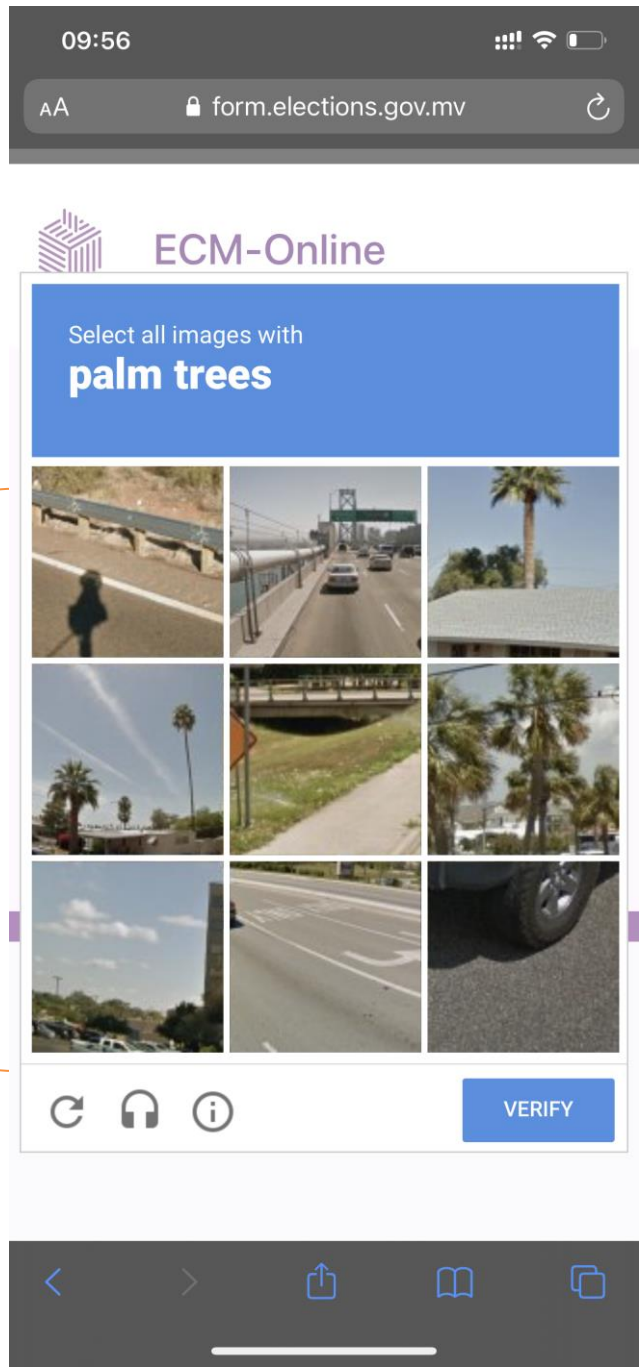 09:56
AA
form.elections.gov.mv
ECM-Online
Select all images with
palm trees
VERIFY